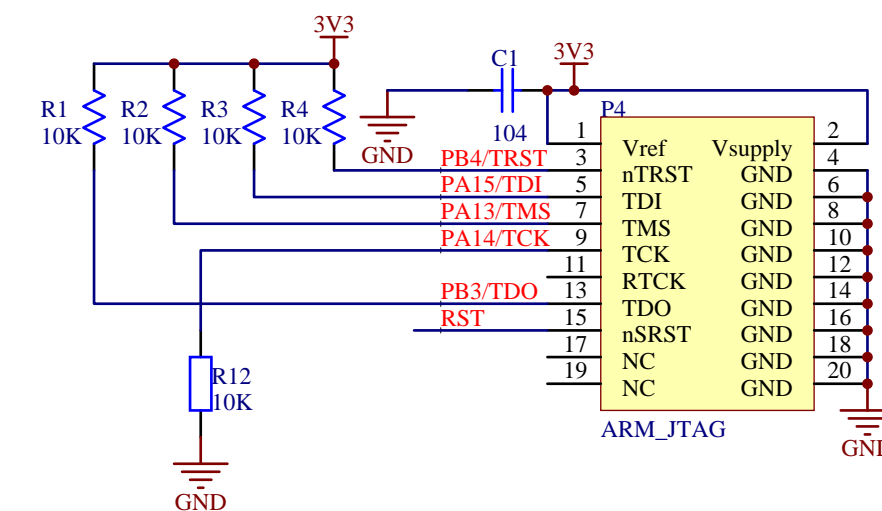 3V3
R1
10K
R2
10K
R3
10K
R4
10K
C1
104
3V3
GND
P4
PB4/TRST
PA15/TDI
PA13/TMS
PA14/TCK
PB3/TDO
RST
1 Vref Vsupply 2
3 nTRST GND 4
5 TDI GND 6
7 TMS GND 8
9 TCK GND 10
11 RTCK GND 12
13 TDO GND 14
15 nSRST GND 16
17 NC GND 18
19 NC GND 20
ARM_JTAG
GND
R12
10K
GND